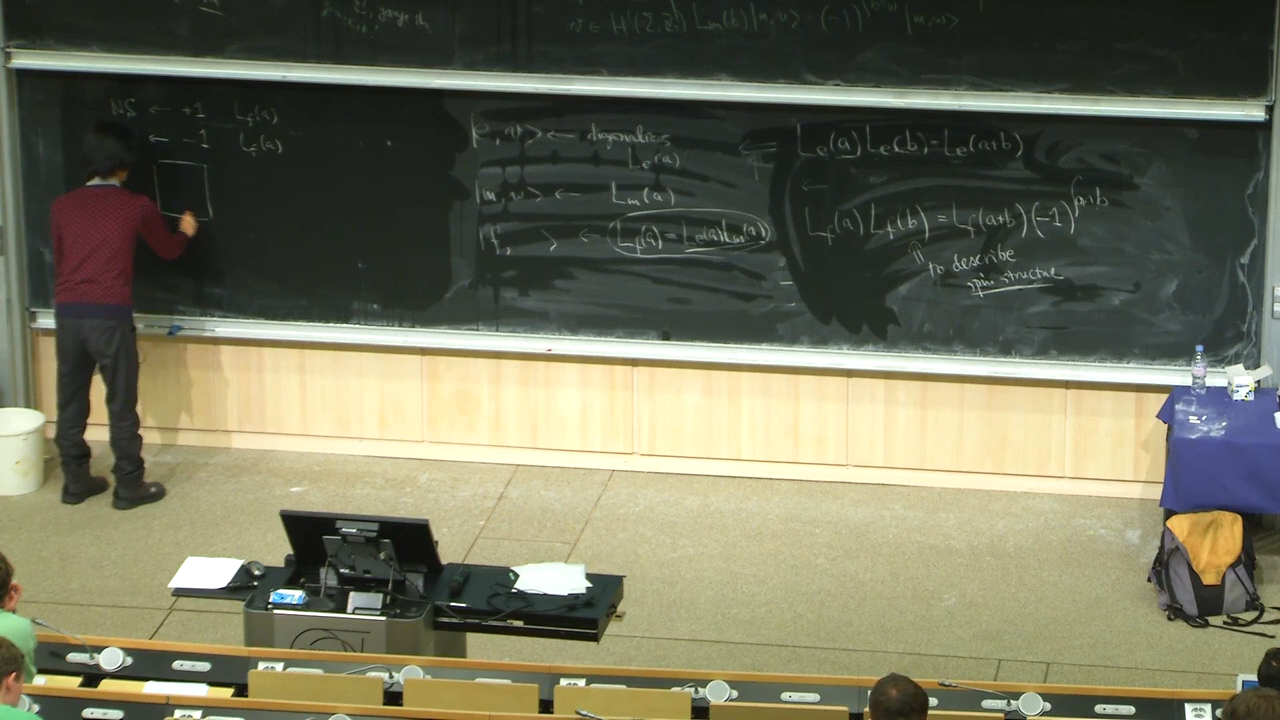 v ∈ H¹(Σ, Z₂) L_m(b) |m,w> = (-1)^{∫b∪w} |m,w>
NS ← +1 L_f(a)
← -1 L_f(a)
|e, v> ← diagonalizes
L_e(a)
|m, w> ← L_m(a)
|f, > ← L_f(a) = L_e(a)L_m(a)
⇐ L_e(a) L_e(b) = L_e(a+b)
←
L_f(a) L_f(b) = L_f(a+b) (-1)^{∫a∪b}
⇑ to describe
spin structure